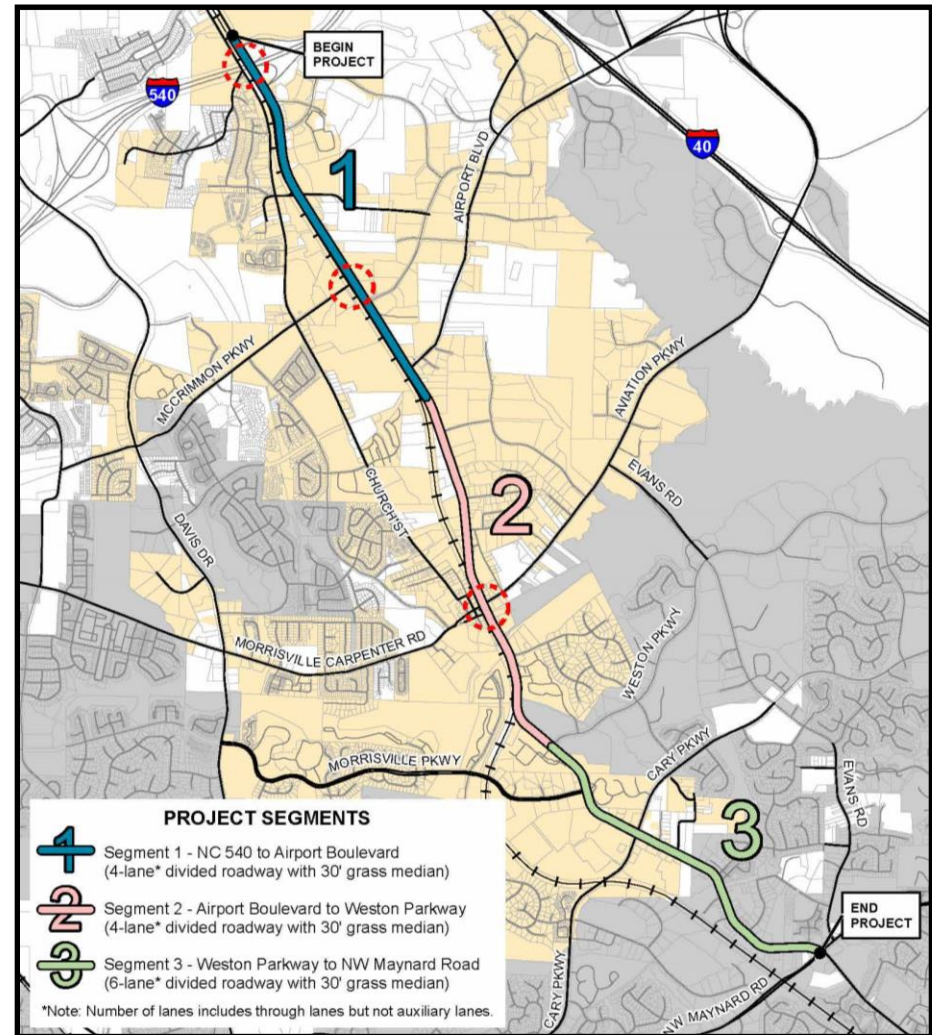 BEGIN
PROJECT
540
40
1
AIRPORT BLVD
MCCRIMMON PKWY
AVIATION PKWY
EVANS RD
CHURCH ST
2
DAVIS DR
WESTON PKWY
MORRISVILLE CARPENTER RD
CARY PKWY
MORRISVILLE PKWY
EVANS RD
3
PROJECT SEGMENTS
1 Segment 1 - NC 540 to Airport Boulevard
(4-lane* divided roadway with 30' grass median)
2 Segment 2 - Airport Boulevard to Weston Parkway
(4-lane* divided roadway with 30' grass median)
3 Segment 3 - Weston Parkway to NW Maynard Road
(6-lane* divided roadway with 30' grass median)
*Note: Number of lanes includes through lanes but not auxiliary lanes.
END
PROJECT
CARY PKWY
NW MAYNARD RD